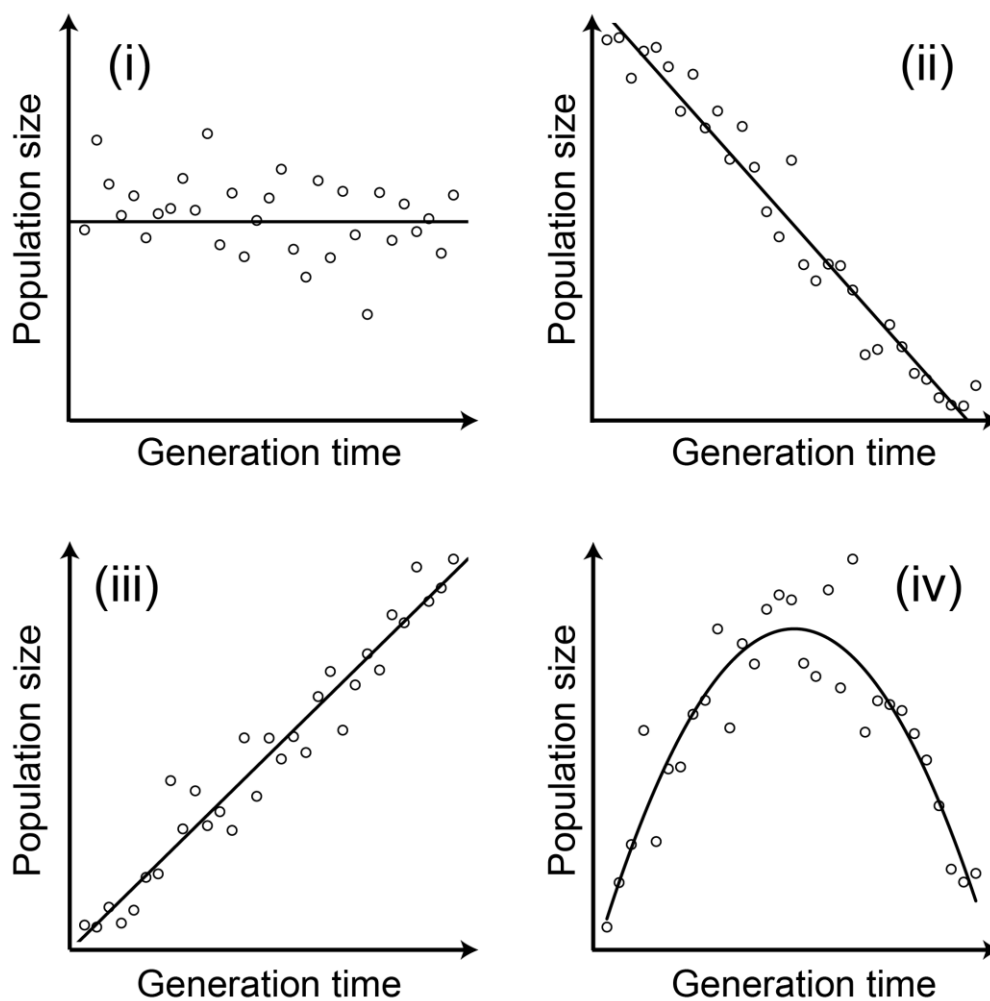 (i)
Population size
Generation time
(ii)
Population size
Generation time
(iii)
Population size
Generation time
(iv)
Population size
Generation time